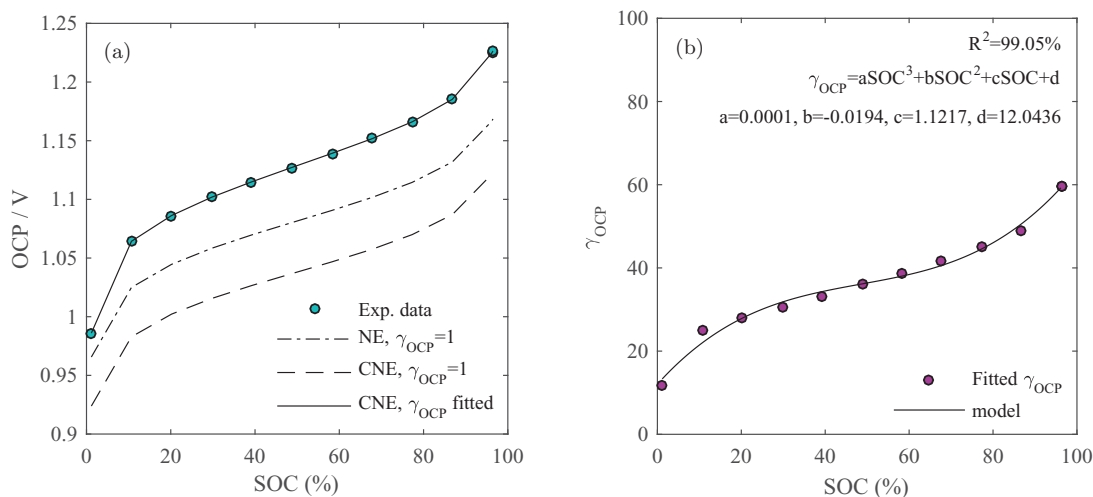 (a)
OCP / V
1.25
1.2
1.15
1.1
1.05
1
0.95
0.9
0 20 40 60 80 100
SOC (%)
Exp. data
NE, γOCP=1
CNE, γOCP=1
CNE, γOCP fitted
(b)
γOCP
100
80
60
40
20
0
0 20 40 60 80 100
SOC (%)
R²=99.05%
γOCP=aSOC³+bSOC²+cSOC+d
a=0.0001, b=-0.0194, c=1.1217, d=12.0436
Fitted γOCP
model